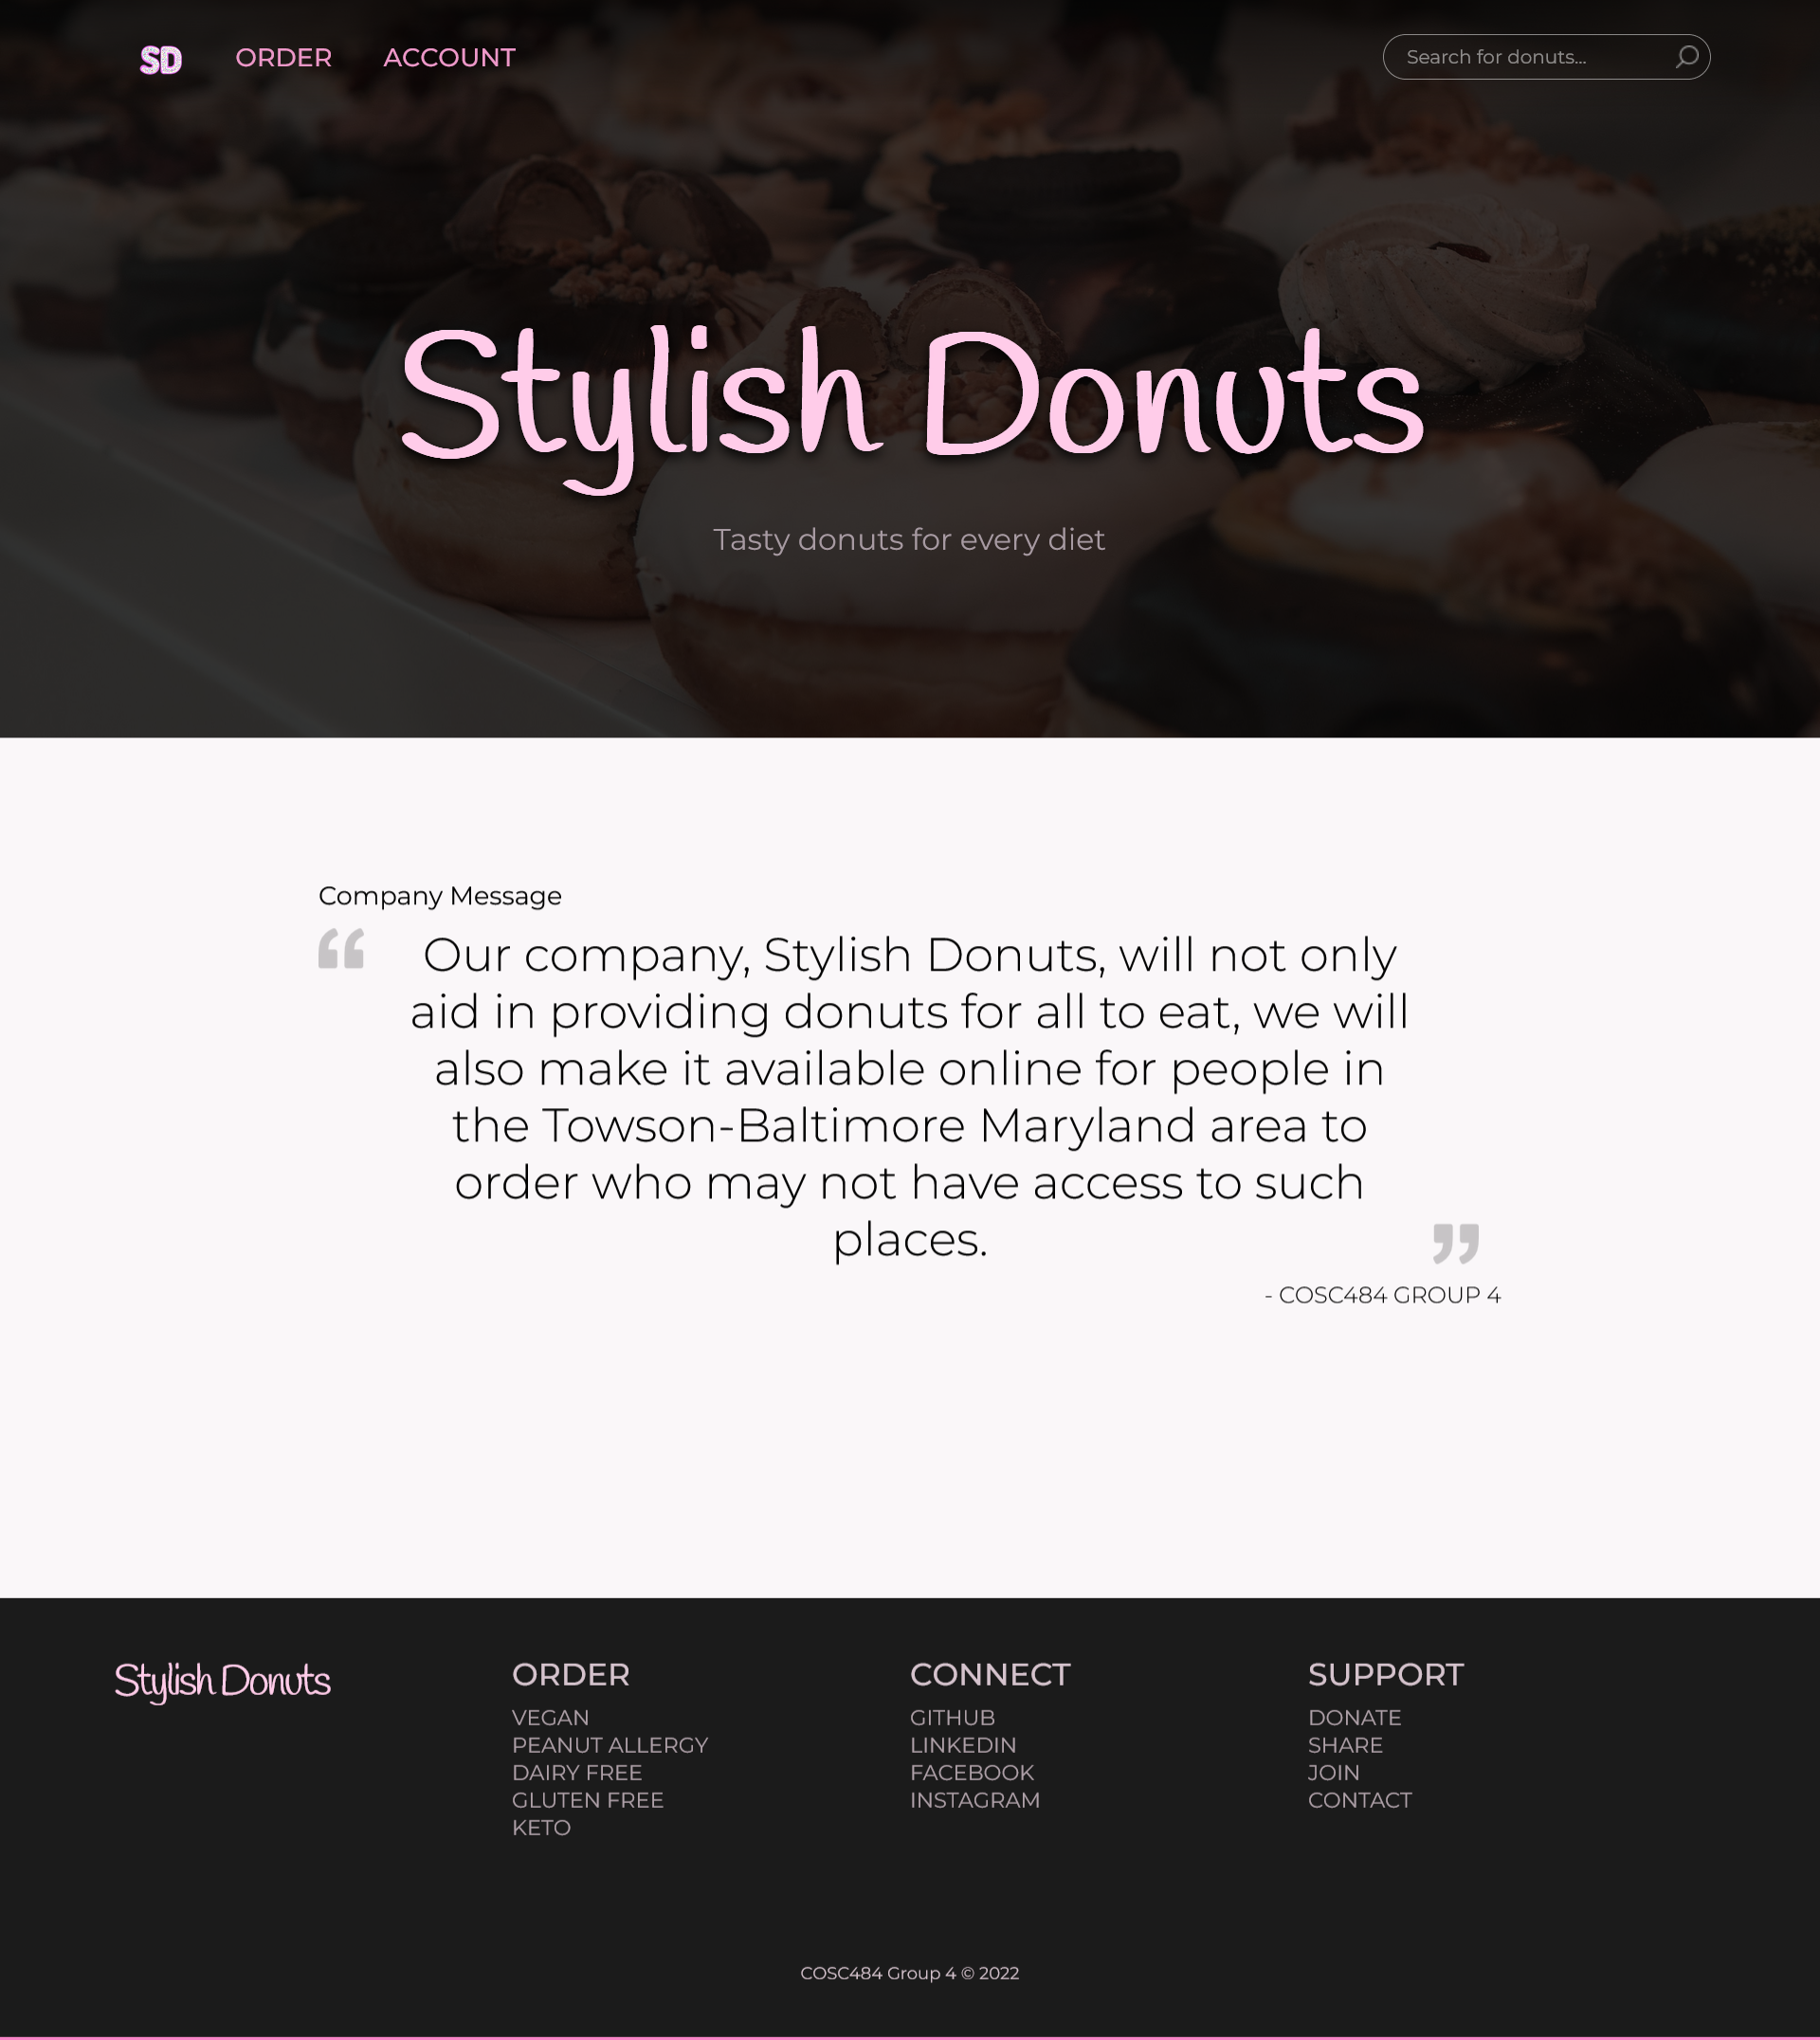 SD ORDER ACCOUNT Search for donuts...
Stylish Donuts
Tasty donuts for every diet
Company Message
“ Our company, Stylish Donuts, will not only
aid in providing donuts for all to eat, we will
also make it available online for people in
the Towson-Baltimore Maryland area to
order who may not have access to such
places. ”
- COSC484 GROUP 4
Stylish Donuts
ORDER
VEGAN
PEANUT ALLERGY
DAIRY FREE
GLUTEN FREE
KETO
CONNECT
GITHUB
LINKEDIN
FACEBOOK
INSTAGRAM
SUPPORT
DONATE
SHARE
JOIN
CONTACT
COSC484 Group 4 © 2022